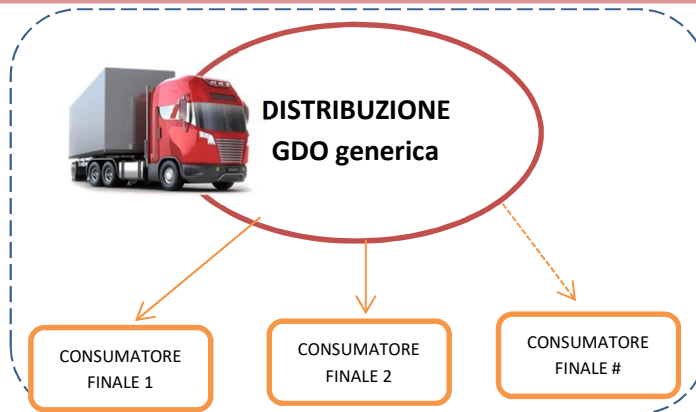 DISTRIBUZIONE
GDO generica
CONSUMATORE
FINALE 1
CONSUMATORE
FINALE 2
CONSUMATORE
FINALE #